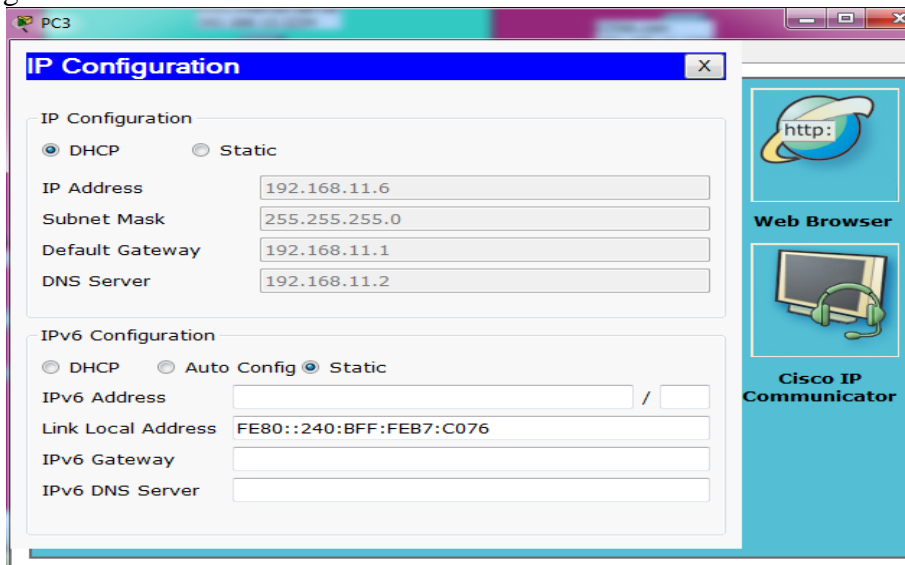 PC3
IP Configuration X
IP Configuration
DHCP Static
IP Address 192.168.11.6
Subnet Mask 255.255.255.0
Default Gateway 192.168.11.1
DNS Server 192.168.11.2
IPv6 Configuration
DHCP Auto Config Static
IPv6 Address /
Link Local Address FE80::240:BFF:FEB7:C076
IPv6 Gateway
IPv6 DNS Server
http:
Web Browser
Cisco IP
Communicator